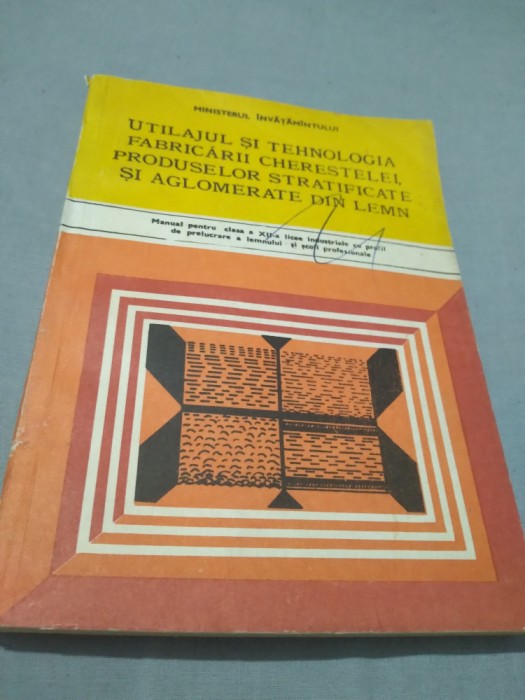 MINISTERUL ÎNVĂȚĂMÎNTULUI
UTILAJUL ȘI TEHNOLOGIA
FABRICĂRII CHERESTELEI,
PRODUSELOR STRATIFICATE
ȘI AGLOMERATE DIN LEMN
Manual pentru clasa a XII-a licee industriale cu profil
de prelucrare a lemnului și școli profesionale